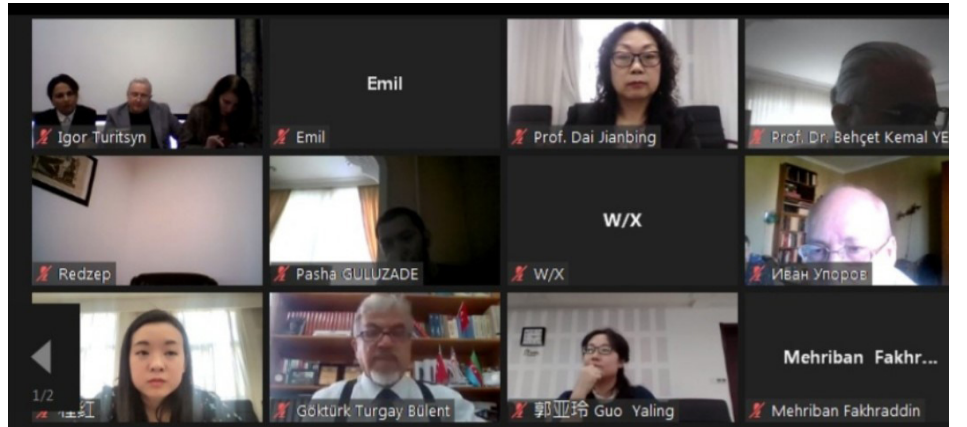 Igor Turitsyn
Emil
Emil
Prof. Dai Jianbing
Prof. Dr. Behçet Kemal YE
Redzep
Pasha GULUZADE
W/X
W/X
Иван Упоров
1/2
Göktürk Turgay Bülent
郭亚玲 Guo Yaling
Mehriban Fakhr...
Mehriban Fakhraddin